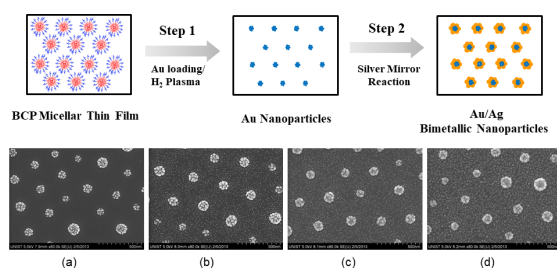 Step 1
Au loading/
H₂ Plasma
Step 2
Silver Mirror
Reaction
BCP Micellar Thin Film
Au Nanoparticles
Au/Ag
Bimetallic Nanoparticles
(a)
(b)
(c)
(d)